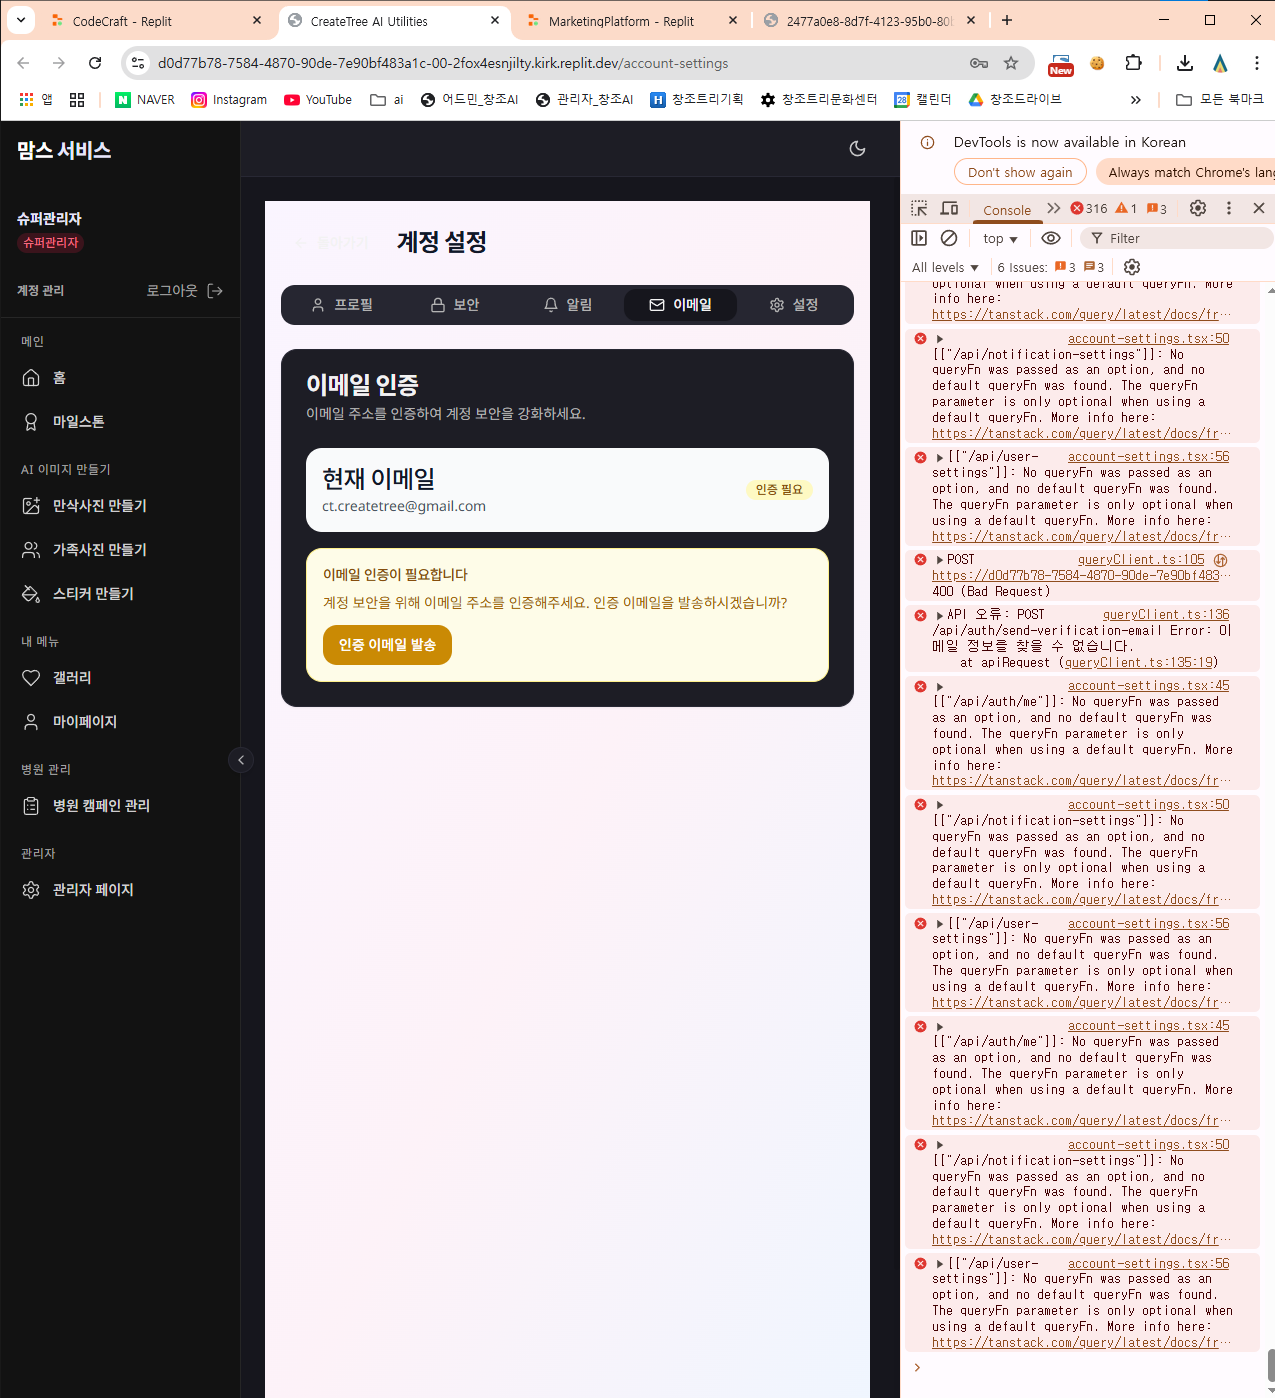 CodeCraft - Replit
CreateTree AI Utilities
MarketingPlatform - Replit
2477a0e8-8d7f-4123-95b0-80b
d0d77b78-7584-4870-90de-7e90bf483a1c-00-2fox4esnjilty.kirk.replit.dev/account-settings
New
앱
NAVER
Instagram
YouTube
ai
어드민_창조AI
관리자_창조AI
창조트리기획
창조트리문화센터
28
캘린더
창조드라이브
모든 북마크
맘스 서비스
슈퍼관리자
슈퍼관리자
계정 관리
로그아웃
메인
홈
마일스톤
AI 이미지 만들기
만삭사진 만들기
가족사진 만들기
스티커 만들기
내 메뉴
갤러리
마이페이지
병원 관리
병원 캠페인 관리
관리자
관리자 페이지
돌아가기
계정 설정
프로필
보안
알림
이메일
설정
이메일 인증
이메일 주소를 인증하여 계정 보안을 강화하세요.
현재 이메일
ct.createtree@gmail.com
인증 필요
이메일 인증이 필요합니다
계정 보안을 위해 이메일 주소를 인증해주세요. 인증 이메일을 발송하시겠습니까?
인증 이메일 발송
DevTools is now available in Korean
Don't show again
Always match Chrome's lang
Console
316
1
3
top
Filter
All levels
6 Issues:
3
3
optional when using a default queryFn. More
info here:
https://tanstack.com/query/latest/docs/fr…
account-settings.tsx:50
[["/api/notification-settings"]]: No
queryFn was passed as an option, and no
default queryFn was found. The queryFn
parameter is only optional when using a
default queryFn. More info here:
https://tanstack.com/query/latest/docs/fr…
[["/api/user-
account-settings.tsx:56
settings"]]: No queryFn was passed as an
option, and no default queryFn was found.
The queryFn parameter is only optional when
using a default queryFn. More info here:
https://tanstack.com/query/latest/docs/fr…
POST
queryClient.ts:105
https://d0d77b78-7584-4870-90de-7e90bf483…
400 (Bad Request)
API 오류: POST
queryClient.ts:136
/api/auth/send-verification-email Error: 이
메일 정보를 찾을 수 없습니다.
at apiRequest (queryClient.ts:135:19)
account-settings.tsx:45
[["/api/auth/me"]]: No queryFn was passed
as an option, and no default queryFn was
found. The queryFn parameter is only
optional when using a default queryFn. More
info here:
https://tanstack.com/query/latest/docs/fr…
account-settings.tsx:50
[["/api/notification-settings"]]: No
queryFn was passed as an option, and no
default queryFn was found. The queryFn
parameter is only optional when using a
default queryFn. More info here:
https://tanstack.com/query/latest/docs/fr…
[["/api/user-
account-settings.tsx:56
settings"]]: No queryFn was passed as an
option, and no default queryFn was found.
The queryFn parameter is only optional when
using a default queryFn. More info here:
https://tanstack.com/query/latest/docs/fr…
account-settings.tsx:45
[["/api/auth/me"]]: No queryFn was passed
as an option, and no default queryFn was
found. The queryFn parameter is only
optional when using a default queryFn. More
info here:
https://tanstack.com/query/latest/docs/fr…
account-settings.tsx:50
[["/api/notification-settings"]]: No
queryFn was passed as an option, and no
default queryFn was found. The queryFn
parameter is only optional when using a
default queryFn. More info here:
https://tanstack.com/query/latest/docs/fr…
[["/api/user-
account-settings.tsx:56
settings"]]: No queryFn was passed as an
option, and no default queryFn was found.
The queryFn parameter is only optional when
using a default queryFn. More info here:
https://tanstack.com/query/latest/docs/fr…